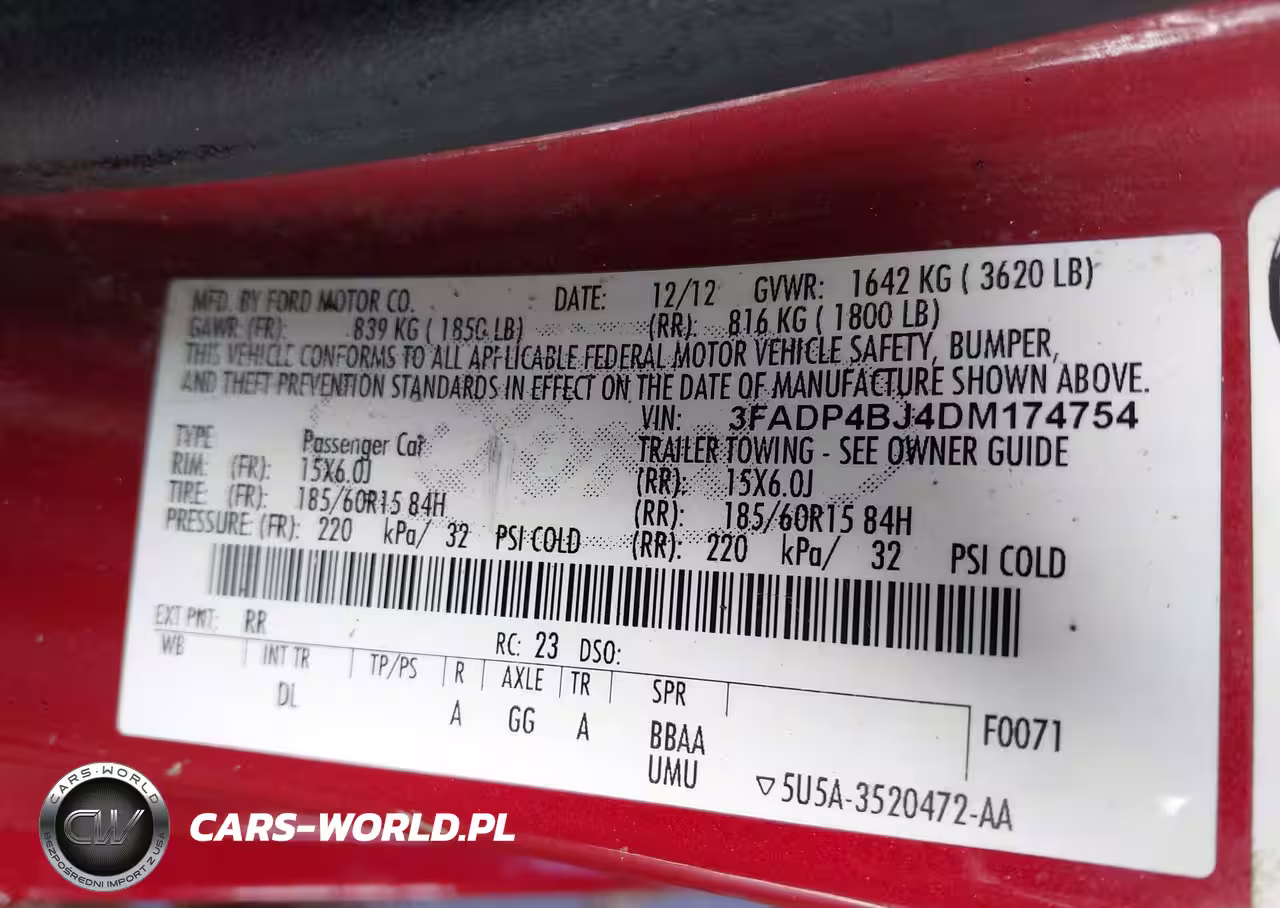 MFD. BY FORD MOTOR CO. DATE: 12/12 GVWR: 1642 KG ( 3620 LB)
GAWR (FR): 839 KG ( 1850 LB) (RR): 816 KG ( 1800 LB)
THIS VEHICLE CONFORMS TO ALL APPLICABLE FEDERAL MOTOR VEHICLE SAFETY, BUMPER,
AND THEFT PREVENTION STANDARDS IN EFFECT ON THE DATE OF MANUFACTURE SHOWN ABOVE.
VIN: 3FADP4BJ4DM174754
TYPE Passenger Car TRAILER TOWING - SEE OWNER GUIDE
RIM: (FR): 15X6.0J (RR): 15X6.0J
TIRE: (FR): 185/60R15 84H (RR): 185/60R15 84H
PRESSURE: (FR): 220 kPa/ 32 PSI COLD (RR): 220 kPa/ 32 PSI COLD
EXT PNT: RR RC: 23 DSO:
WB INT TR TP/PS R AXLE TR SPR
DL A GG A BBAA F0071
UMU ▽5U5A-3520472-AA
CARS-WORLD
CW
BEZPOŚREDNI IMPORT Z USA
CARS-WORLD.PL